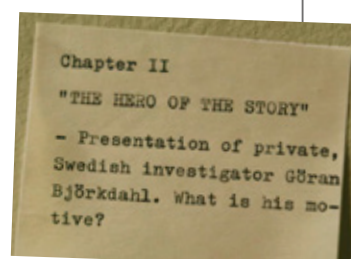 Chapter II
"THE HERO OF THE STORY"
- Presentation of private,
Swedish investigator Göran
Björkdahl. What is his mo-
tive?